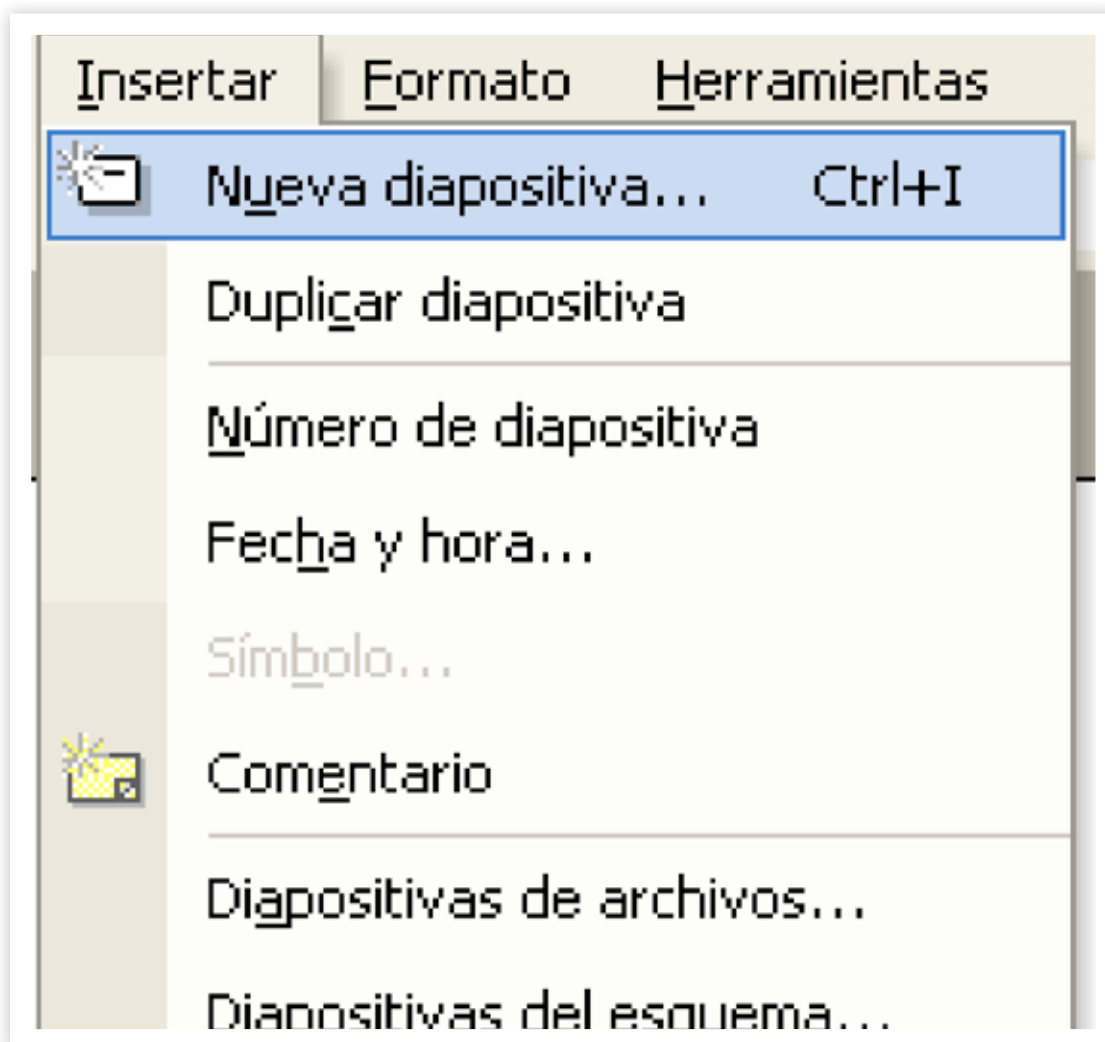 Insertar Formato Herramientas
Nueva diapositiva... Ctrl+I
Duplicar diapositiva
Número de diapositiva
Fecha y hora...
Símbolo...
Comentario
Diapositivas de archivos...
Diapositivas del esquema...